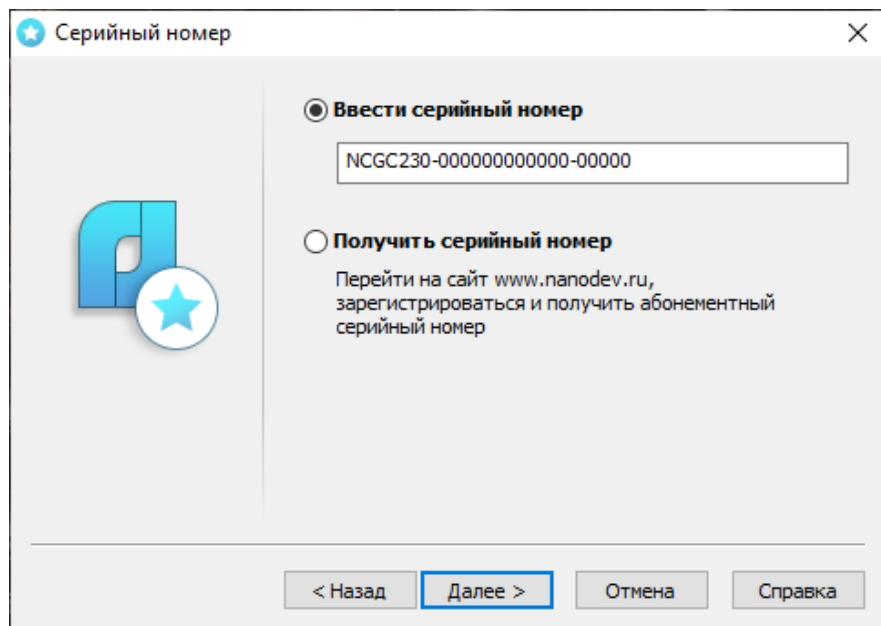 Серийный номер
Ввести серийный номер
NCGC230-000000000000-00000
Получить серийный номер
Перейти на сайт www.nanodev.ru,
зарегистрироваться и получить абонементный
серийный номер
< Назад
Далее >
Отмена
Справка